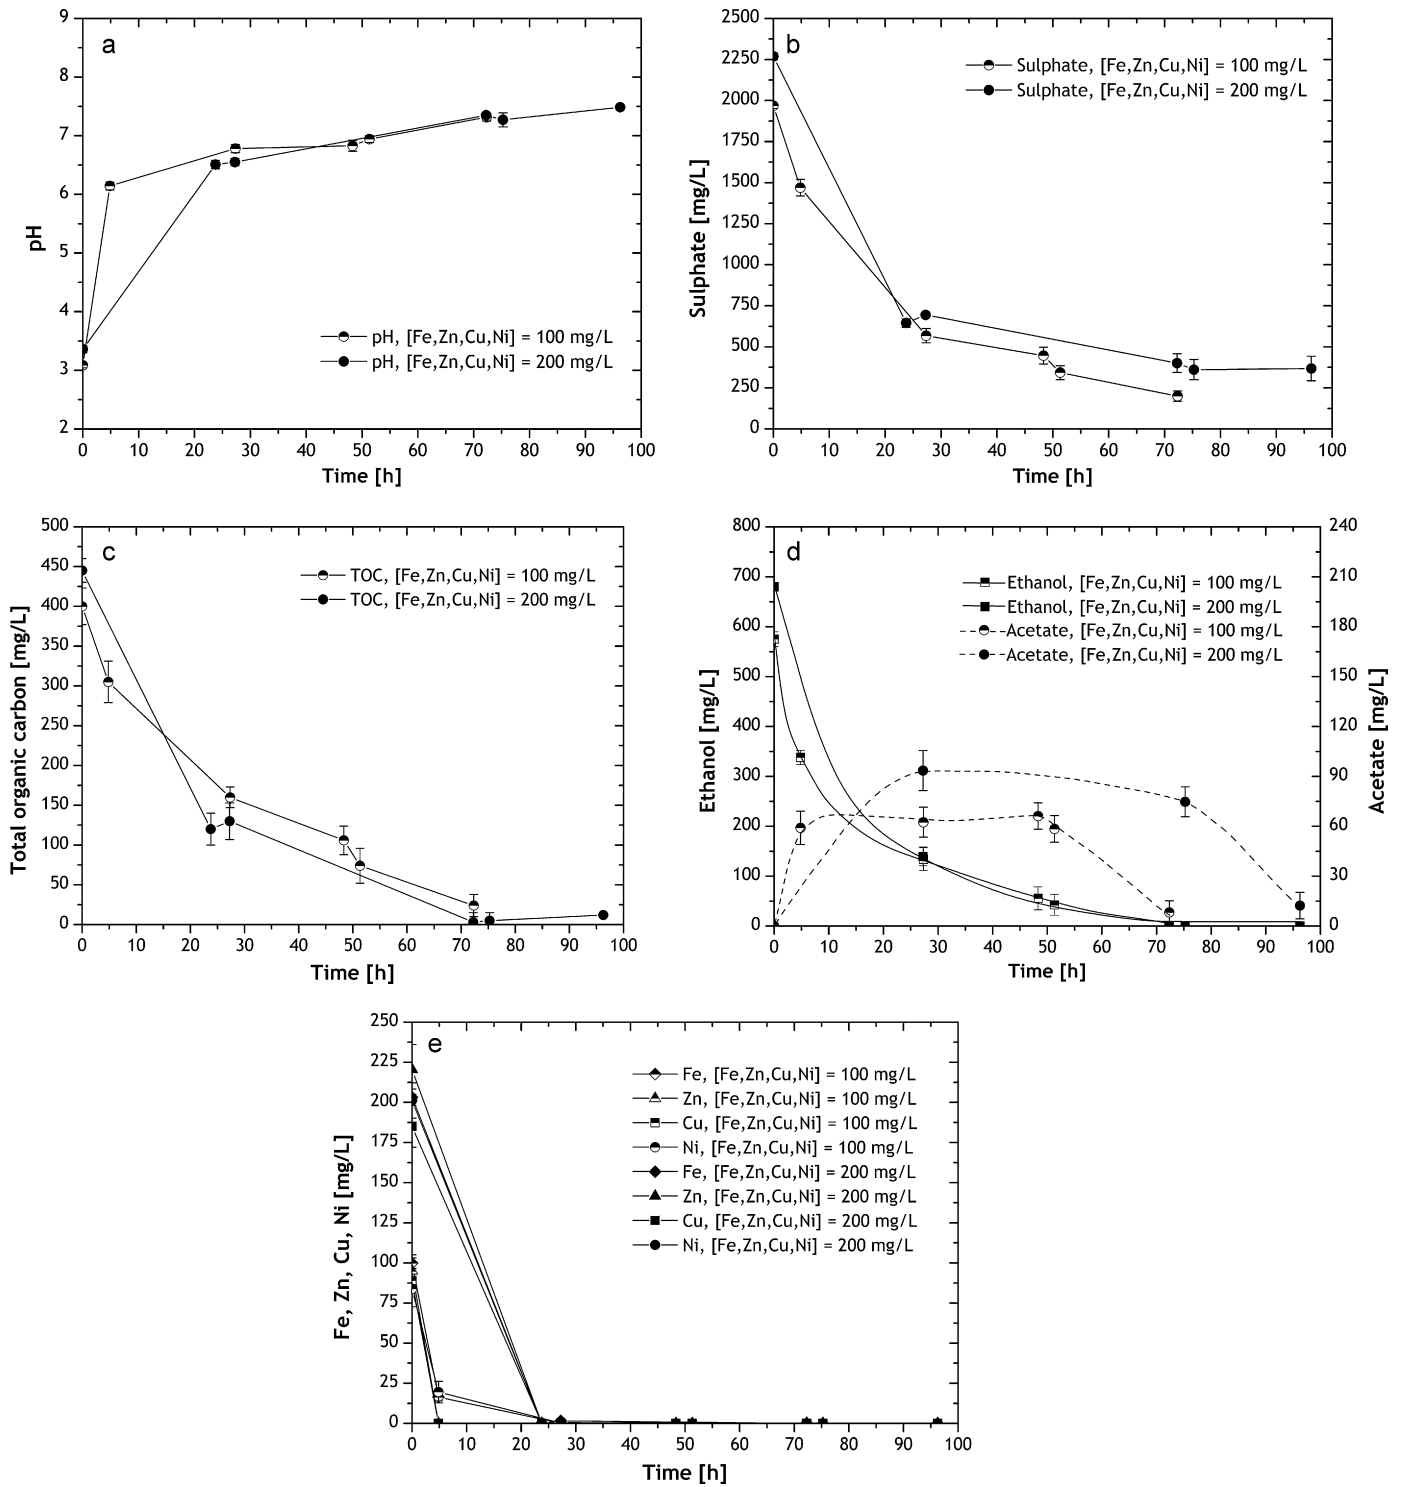 a
pH
9
8
7
6
5
4
3
2
pH, [Fe,Zn,Cu,Ni] = 100 mg/L
pH, [Fe,Zn,Cu,Ni] = 200 mg/L
0 10 20 30 40 50 60 70 80 90 100
Time [h]
b
Sulphate [mg/L]
2500
2250
2000
1750
1500
1250
1000
750
500
250
0
Sulphate, [Fe,Zn,Cu,Ni] = 100 mg/L
Sulphate, [Fe,Zn,Cu,Ni] = 200 mg/L
0 10 20 30 40 50 60 70 80 90 100
Time [h]
c
Total organic carbon [mg/L]
500
450
400
350
300
250
200
150
100
50
0
TOC, [Fe,Zn,Cu,Ni] = 100 mg/L
TOC, [Fe,Zn,Cu,Ni] = 200 mg/L
0 10 20 30 40 50 60 70 80 90 100
Time [h]
d
Ethanol [mg/L]
800
700
600
500
400
300
200
100
0
Ethanol, [Fe,Zn,Cu,Ni] = 100 mg/L
Ethanol, [Fe,Zn,Cu,Ni] = 200 mg/L
Acetate, [Fe,Zn,Cu,Ni] = 100 mg/L
Acetate, [Fe,Zn,Cu,Ni] = 200 mg/L
240
210
180
150
120
90
60
30
0
Acetate [mg/L]
0 10 20 30 40 50 60 70 80 90 100
Time [h]
e
Fe, Zn, Cu, Ni [mg/L]
250
225
200
175
150
125
100
75
50
25
0
Fe, [Fe,Zn,Cu,Ni] = 100 mg/L
Zn, [Fe,Zn,Cu,Ni] = 100 mg/L
Cu, [Fe,Zn,Cu,Ni] = 100 mg/L
Ni, [Fe,Zn,Cu,Ni] = 100 mg/L
Fe, [Fe,Zn,Cu,Ni] = 200 mg/L
Zn, [Fe,Zn,Cu,Ni] = 200 mg/L
Cu, [Fe,Zn,Cu,Ni] = 200 mg/L
Ni, [Fe,Zn,Cu,Ni] = 200 mg/L
0 10 20 30 40 50 60 70 80 90 100
Time [h]